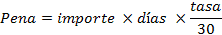 Pena = importe × días × tasa/30